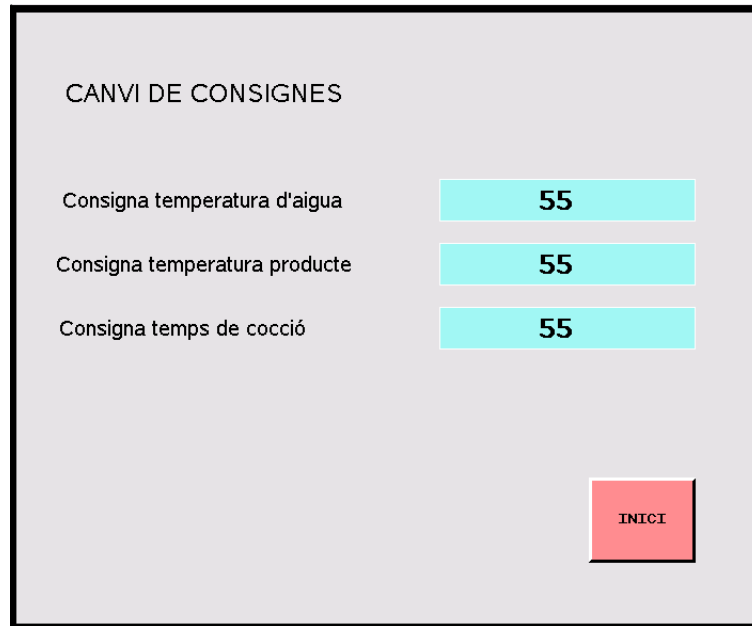 CANVI DE CONSIGNES
Consigna temperatura d'aigua 55
Consigna temperatura producte 55
Consigna temps de cocció 55
INICI